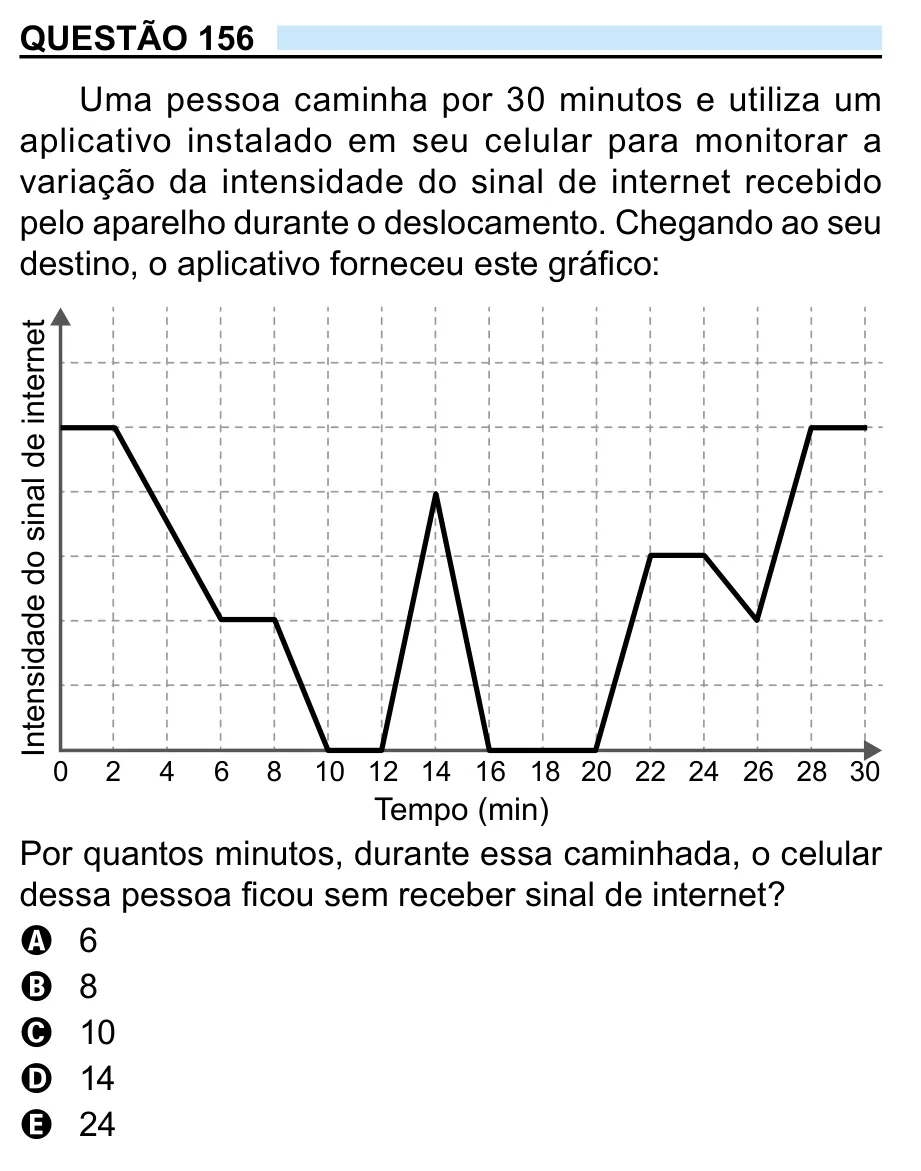 QUESTÃO 156
Uma pessoa caminha por 30 minutos e utiliza um
aplicativo instalado em seu celular para monitorar a
variação da intensidade do sinal de internet recebido
pelo aparelho durante o deslocamento. Chegando ao seu
destino, o aplicativo forneceu este gráfico:
Intensidade do sinal de internet
0 2 4 6 8 10 12 14 16 18 20 22 24 26 28 30
Tempo (min)
Por quantos minutos, durante essa caminhada, o celular
dessa pessoa ficou sem receber sinal de internet?
A 6
B 8
C 10
D 14
E 24